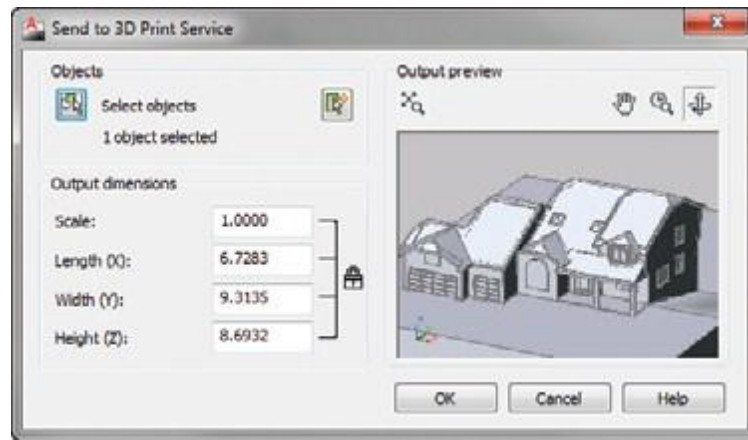 Send to 3D Print Service
Objects
Select objects
1 object selected
Output dimensions
Scale: 1.0000
Length (X): 6.7283
Width (Y): 9.3135
Height (Z): 8.6932
Output preview
OK Cancel Help